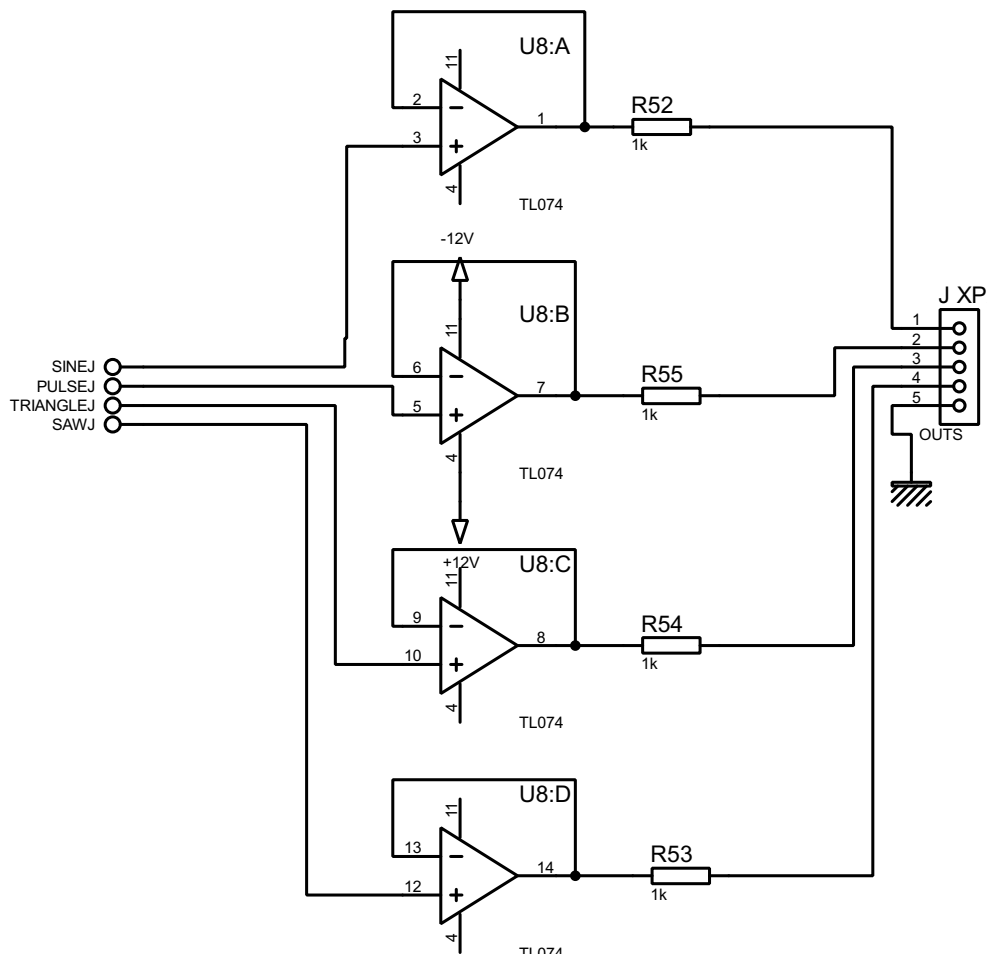 U8:A
11
2
3
1
4
TL074
R52
1k
-12V
U8:B
11
6
5
7
4
TL074
R55
1k
SINEJ
PULSEJ
TRIANGLEJ
SAWJ
J XP
1
2
3
4
5
OUTS
+12V
U8:C
11
9
10
8
4
TL074
R54
1k
U8:D
11
13
12
14
4
TL074
R53
1k